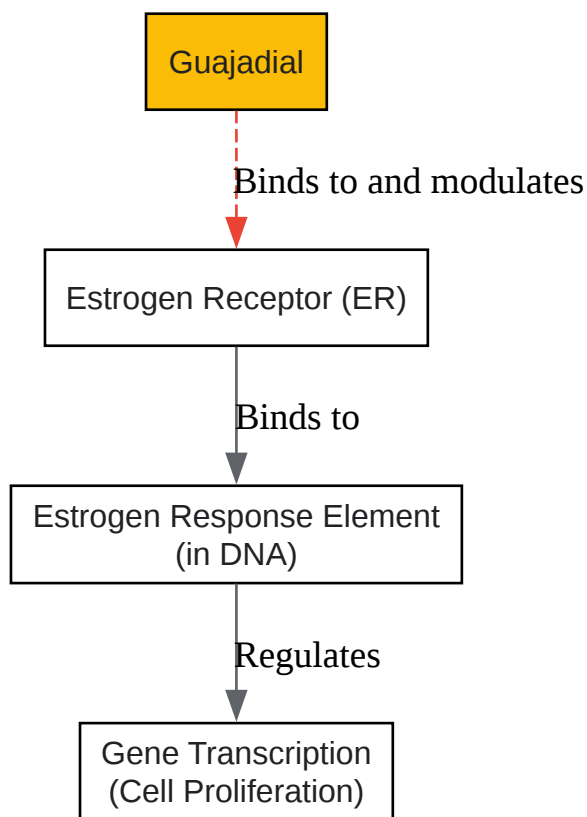 Guajadial
Binds to and modulates
Estrogen Receptor (ER)
Binds to
Estrogen Response Element
(in DNA)
Regulates
Gene Transcription
(Cell Proliferation)